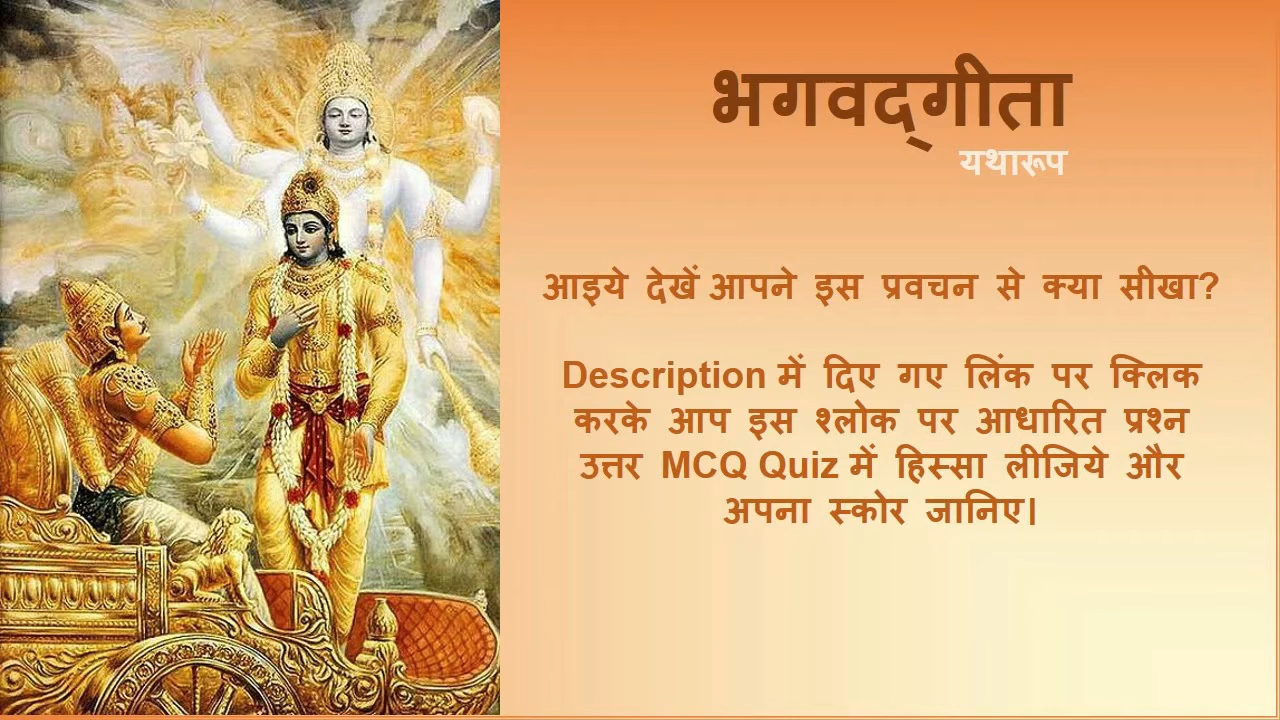 भगवद्‌गीता
यथारूप
आइये देखें आपने इस प्रवचन से क्या सीखा?
Description में दिए गए लिंक पर क्लिक
करके आप इस श्लोक पर आधारित प्रश्न
उत्तर MCQ Quiz में हिस्सा लीजिये और
अपना स्कोर जानिए।